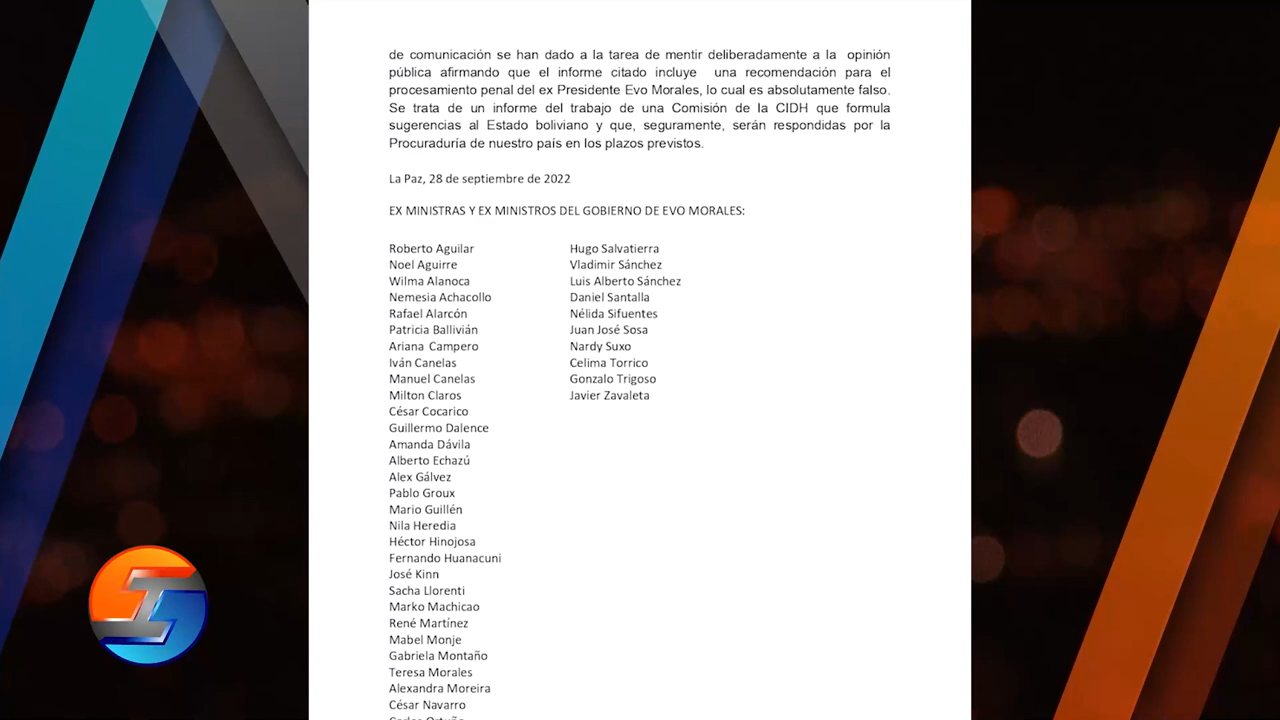 de comunicación se han dado a la tarea de mentir deliberadamente a la opinión
pública afirmando que el informe citado incluye una recomendación para el
procesamiento penal del ex Presidente Evo Morales, lo cual es absolutamente falso.
Se trata de un informe del trabajo de una Comisión de la CIDH que formula
sugerencias al Estado boliviano y que, seguramente, serán respondidas por la
Procuraduría de nuestro país en los plazos previstos.
La Paz, 28 de septiembre de 2022
EX MINISTRAS Y EX MINISTROS DEL GOBIERNO DE EVO MORALES:
Roberto Aguilar
Noel Aguirre
Wilma Alanoca
Nemesia Achacollo
Rafael Alarcón
Patricia Ballivián
Ariana Campero
Iván Canelas
Manuel Canelas
Milton Claros
César Cocarico
Guillermo Dalence
Amanda Dávila
Alberto Echazú
Alex Gálvez
Pablo Groux
Mario Guillén
Nila Heredia
Héctor Hinojosa
Fernando Huanacuni
José Kinn
Sacha Llorenti
Marko Machicao
René Martínez
Mabel Monje
Gabriela Montaño
Teresa Morales
Alexandra Moreira
César Navarro
Hugo Salvatierra
Vladimir Sánchez
Luis Alberto Sánchez
Daniel Santalla
Nélida Sifuentes
Juan José Sosa
Nardy Suxo
Celima Torrico
Gonzalo Trigoso
Javier Zavaleta